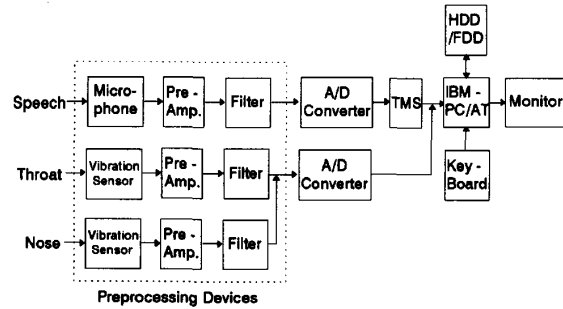 HDD
/FDD
Speech
Micro-
phone
Pre -
Amp.
Filter
A/D
Converter
TMS
IBM -
PC/AT
Monitor
Throat
Vibration
Sensor
Pre -
Amp.
Filter
A/D
Converter
Key -
Board
Nose
Vibration
Sensor
Pre -
Amp.
Filter
Preprocessing Devices